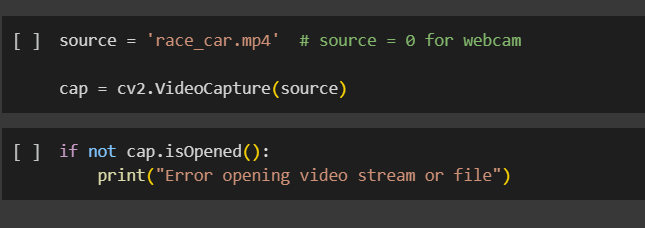 [ ] source = 'race_car.mp4'  # source = 0 for webcam
cap = cv2.VideoCapture(source)
[ ] if not cap.isOpened():
print("Error opening video stream or file")